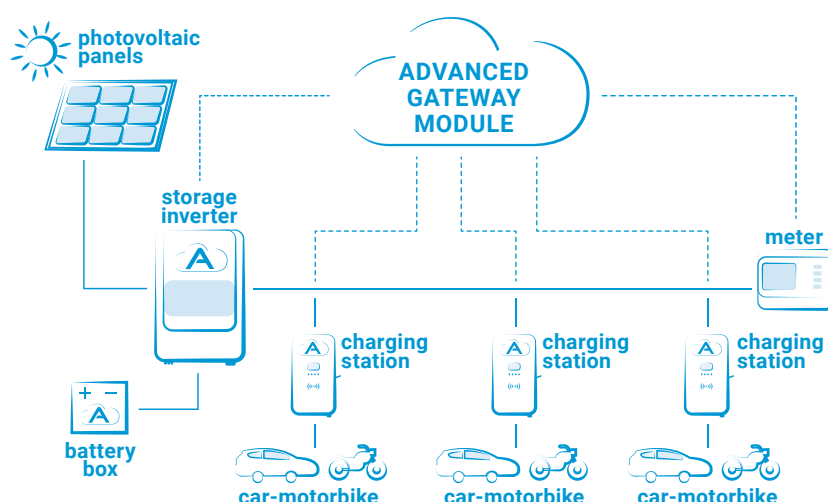 photovoltaic
panels
ADVANCED
GATEWAY
MODULE
storage
inverter
A
meter
A
charging
station
A
charging
station
A
charging
station
+ −
A
battery
box
car-motorbike
car-motorbike
car-motorbike